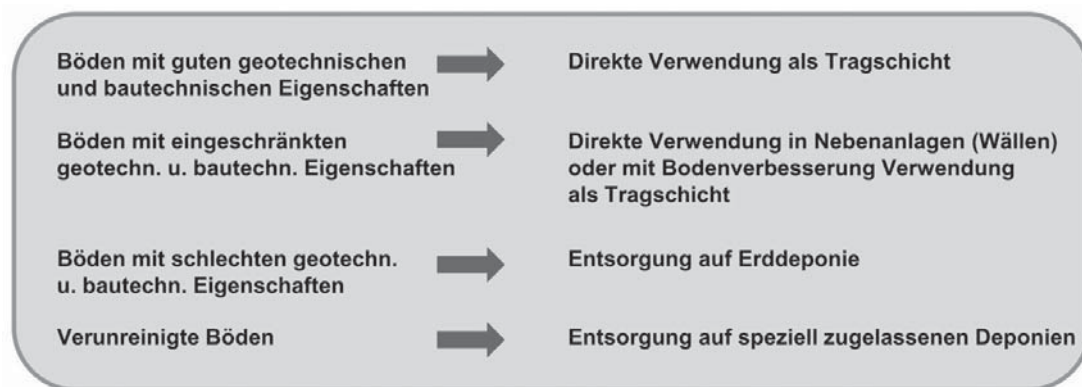 Böden mit guten geotechnischen
und bautechnischen Eigenschaften
Direkte Verwendung als Tragschicht
Böden mit eingeschränkten
geotechn. u. bautechn. Eigenschaften
Direkte Verwendung in Nebenanlagen (Wällen)
oder mit Bodenverbesserung Verwendung
als Tragschicht
Böden mit schlechten geotechn.
u. bautechn. Eigenschaften
Entsorgung auf Erddeponie
Verunreinigte Böden
Entsorgung auf speziell zugelassenen Deponien